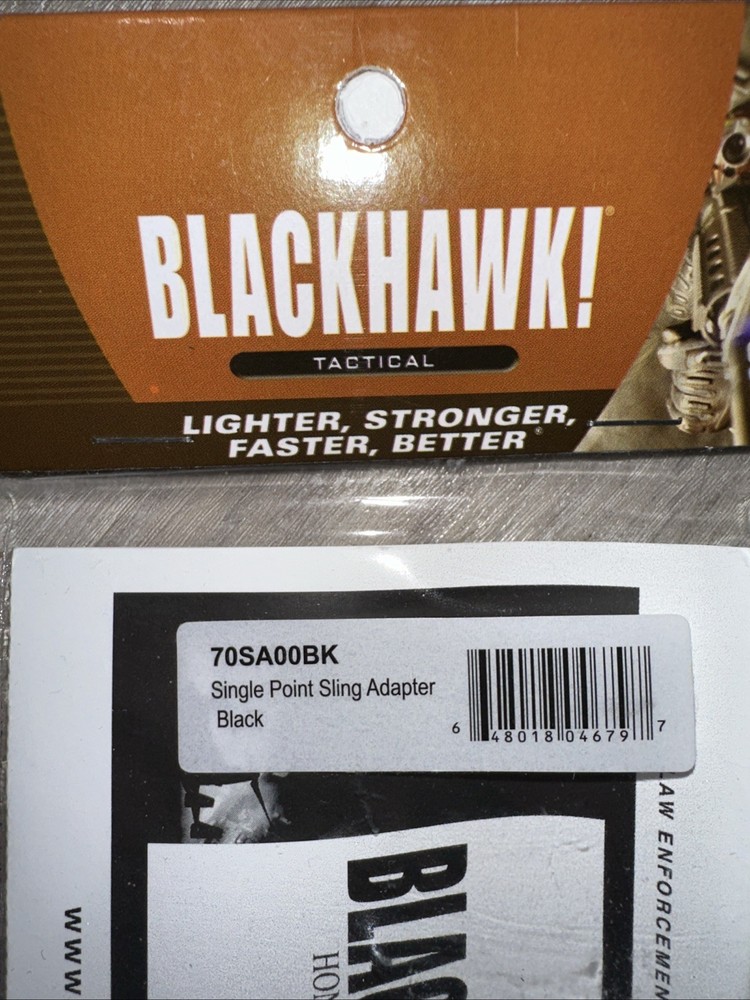 BLACKHAWK!®
TACTICAL
LIGHTER, STRONGER,
FASTER, BETTER®
70SA00BK
Single Point Sling Adapter
Black
6 48018 04679 7